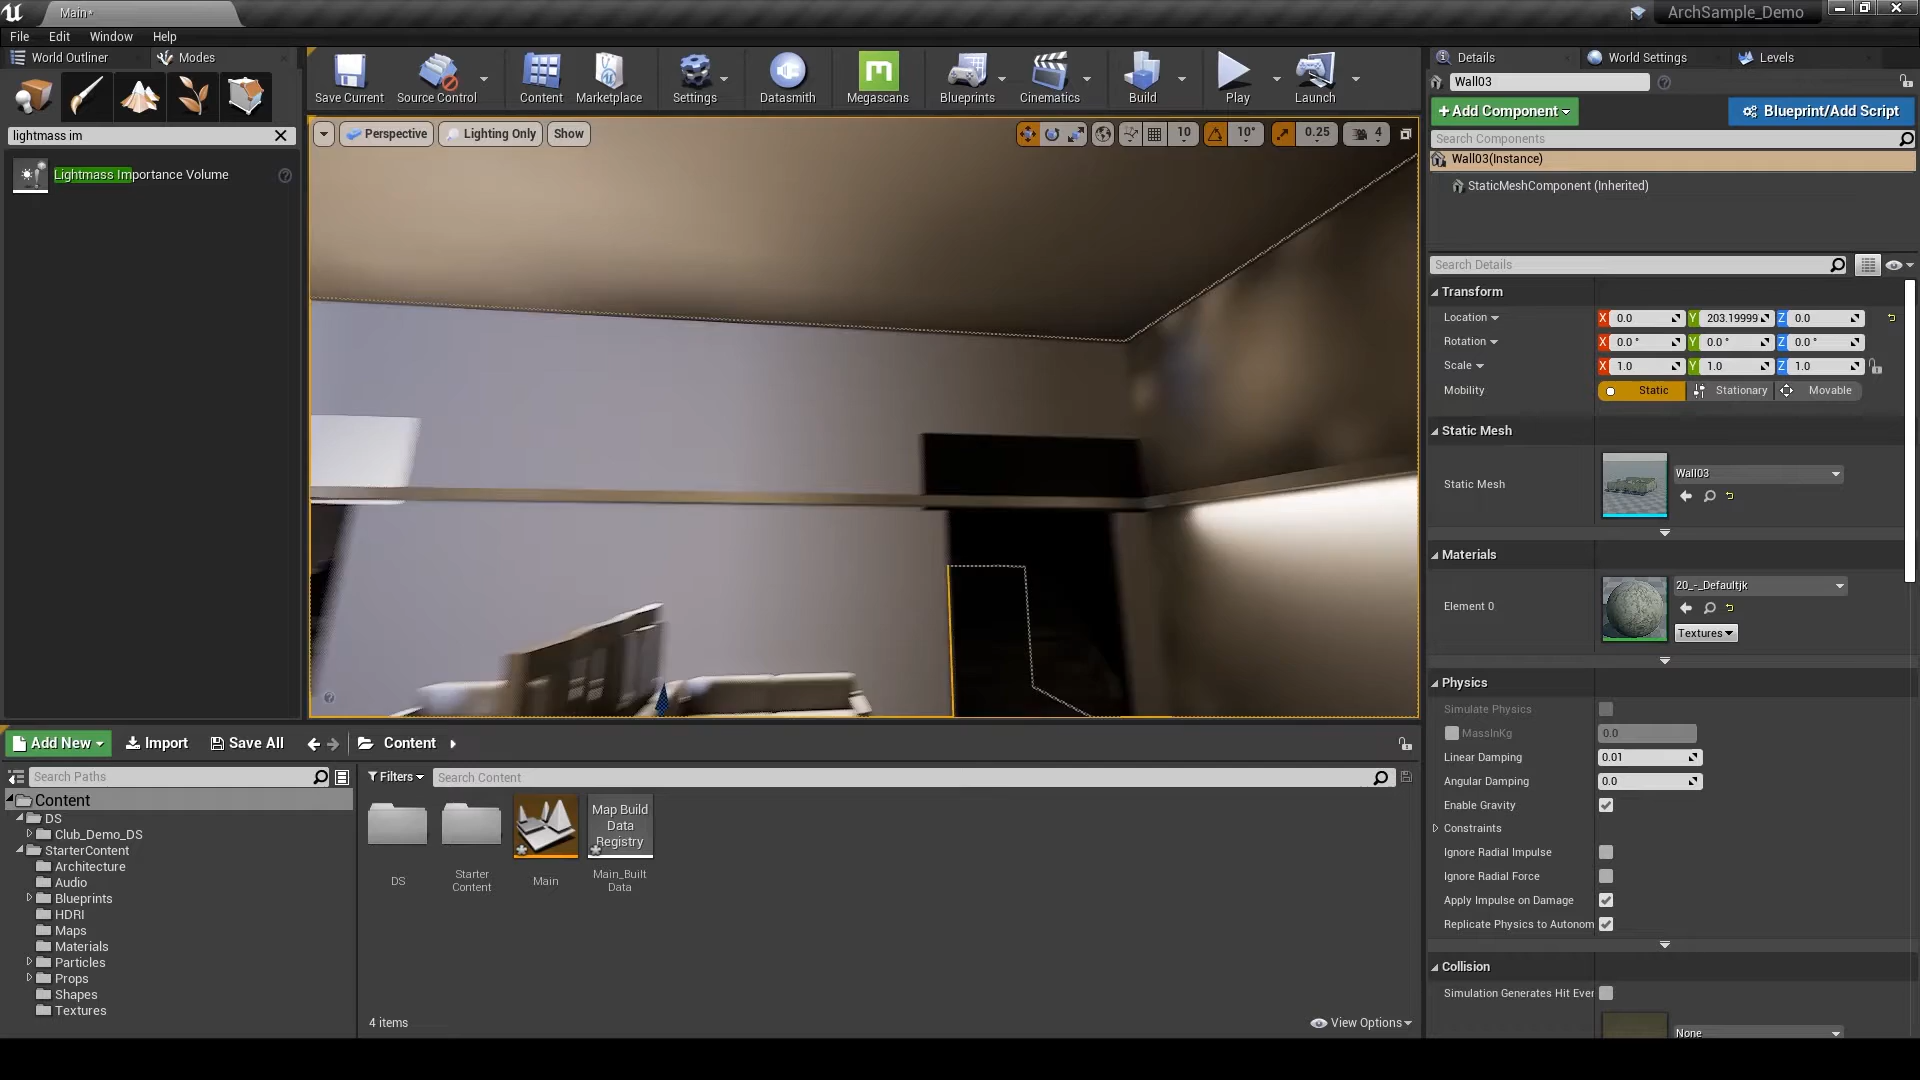 Main*
ArchSample_Demo
File Edit Window Help
World Outliner
Modes
lightmass im
Lightmass Importance Volume
Save Current
Source Control
Content
Marketplace
Settings
Datasmith
Megascans
Blueprints
Cinematics
Build
Play
Launch
Perspective
Lighting Only
Show
10
10°
0.25
4
Details
World Settings
Levels
Wall03
+Add Component
Blueprint/Add Script
Search Components
Wall03(Instance)
StaticMeshComponent (Inherited)
Search Details
Transform
Location X 0.0 Y 203.19999 Z 0.0
Rotation X 0.0 ° Y 0.0 ° Z 0.0 °
Scale X 1.0 Y 1.0 Z 1.0
Mobility Static Stationary Movable
Static Mesh
Static Mesh
Wall03
Materials
Element 0
20_-_Defaultjk
Textures
Physics
Simulate Physics
MassInKg 0.0
Linear Damping 0.01
Angular Damping 0.0
Enable Gravity
Constraints
Ignore Radial Impulse
Ignore Radial Force
Apply Impulse on Damage
Replicate Physics to Autonom
Collision
Simulation Generates Hit Ever
None
Add New
Import
Save All
Content
Search Paths
Filters
Search Content
Content
DS
Club_Demo_DS
StarterContent
Architecture
Audio
Blueprints
HDRI
Maps
Materials
Particles
Props
Shapes
Textures
DS
Starter
Content
Main
Map Build
Data
Registry
Main_Built
Data
4 items
View Options